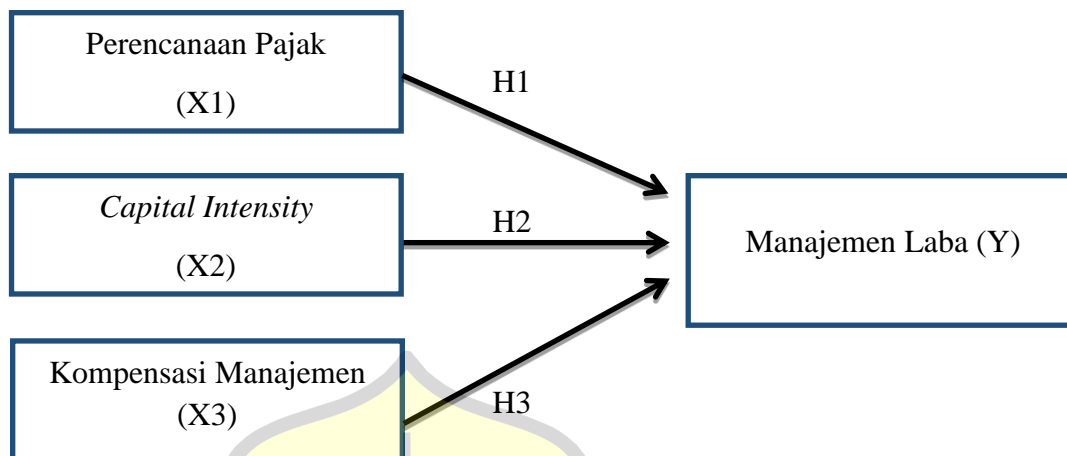 Perencanaan Pajak
(X1)
H1
Capital Intensity
(X2)
H2
Manajemen Laba (Y)
Kompensasi Manajemen
(X3)
H3